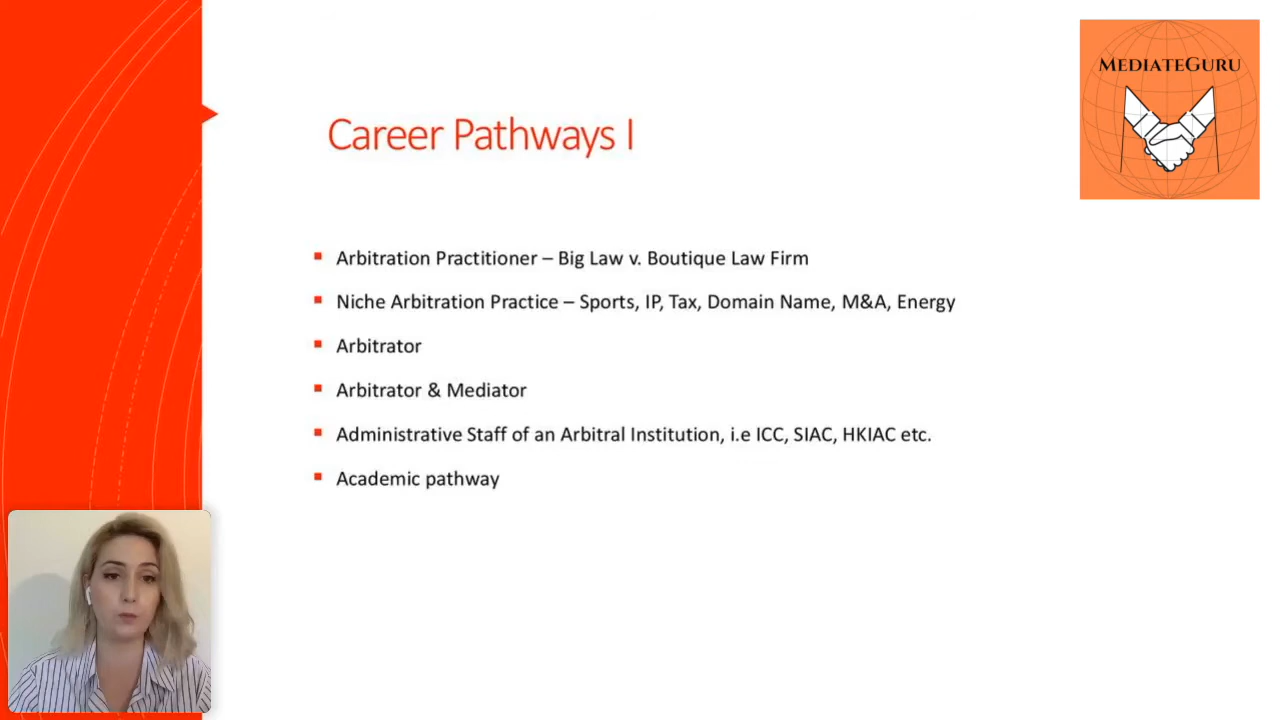 MEDIATEGURU
Career Pathways I
Arbitration Practitioner – Big Law v. Boutique Law Firm
Niche Arbitration Practice – Sports, IP, Tax, Domain Name, M&A, Energy
Arbitrator
Arbitrator & Mediator
Administrative Staff of an Arbitral Institution, i.e ICC, SIAC, HKIAC etc.
Academic pathway